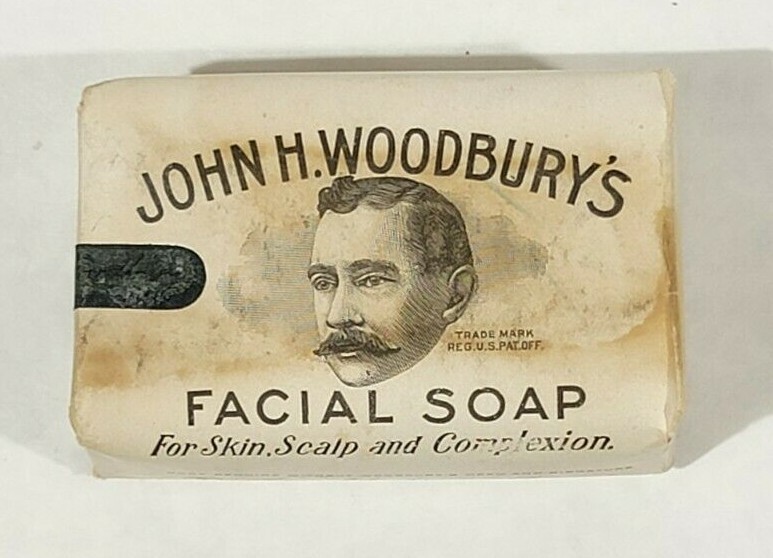 JOHN H. WOODBURY'S
TRADE MARK
REG. U.S. PAT. OFF.
FACIAL SOAP
For Skin, Scalp and Complexion.